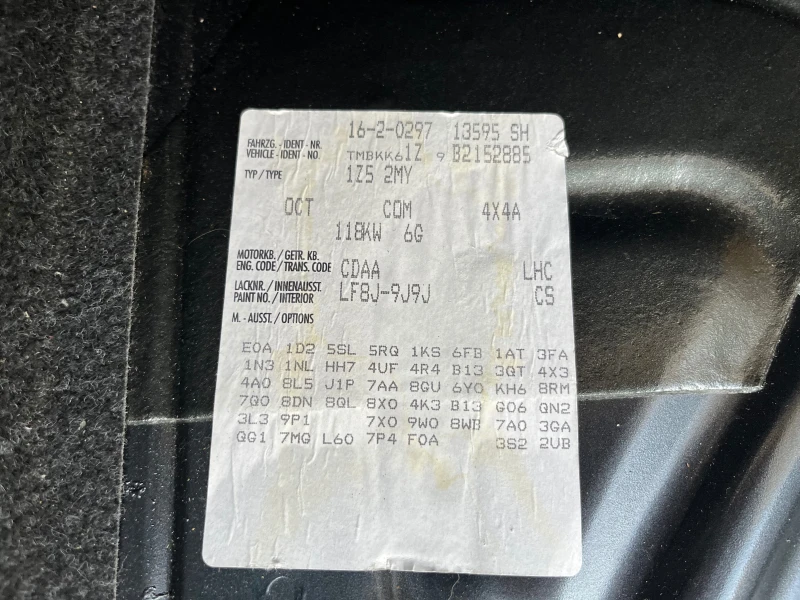 16-2-0297 13595 SH
FAHRZG. - IDENT - NR.
VEHICLE - IDENT - NO. TMBKK61Z 9 B2152885
TYP / TYPE 1Z5 2MY
OCT COM 4X4A
118KW 6G
MOTORKB. / GETR. KB.
ENG. CODE / TRANS. CODE CDAA LHC
LACKNR. / INNENAUSST.
PAINT NO. / INTERIOR LF8J-9J9J CS
M. - AUSST. / OPTIONS
E0A 1D2 5SL 5RQ 1KS 6FB 1AT 3FA
1N3 1NL HH7 4UF 4R4 B13 3QT 4X3
4A0 8L5 J1P 7AA 8GU 6Y0 KH6 8RM
7Q0 8DN 8QL 8X0 4K3 B13 G06 QN2
3L3 9P1 7X0 9W0 8WB 7A0 3GA
QG1 7MG L60 7P4 F0A 3S2 2UB